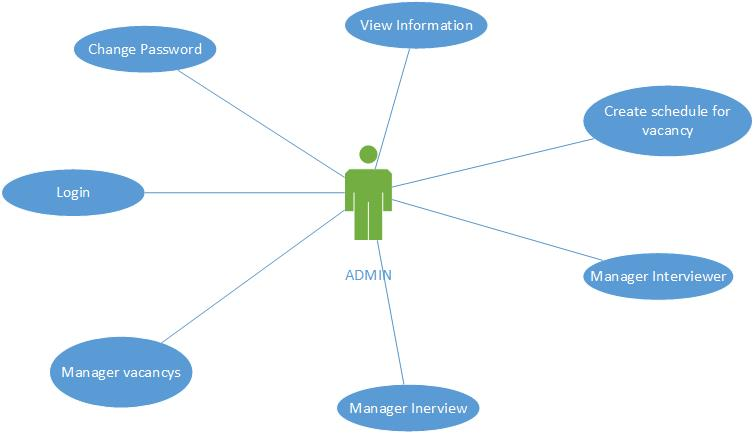 View Information
Change Password
Create schedule for
vacancy
Login
ADMIN
Manager Interviewer
Manager vacancys
Manager Inerview